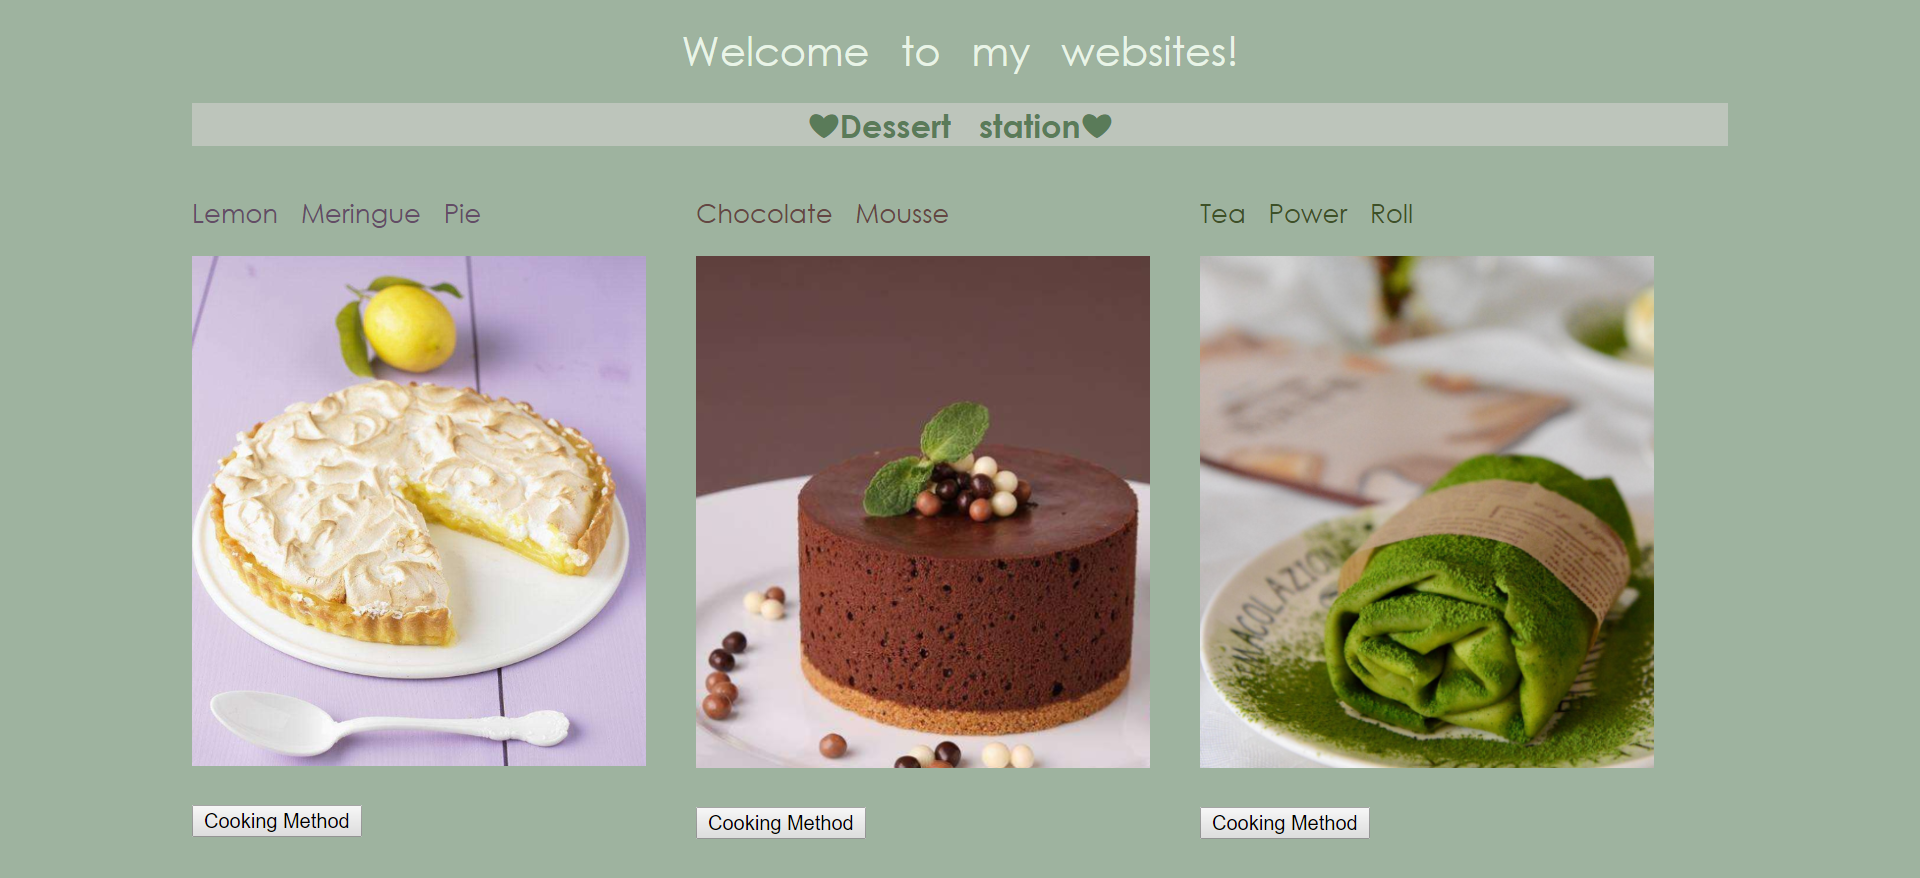 Welcome to my websites!
♥Dessert station♥
Lemon Meringue Pie
Chocolate Mousse
Tea Power Roll
MACOLAZIO
Cooking Method
Cooking Method
Cooking Method